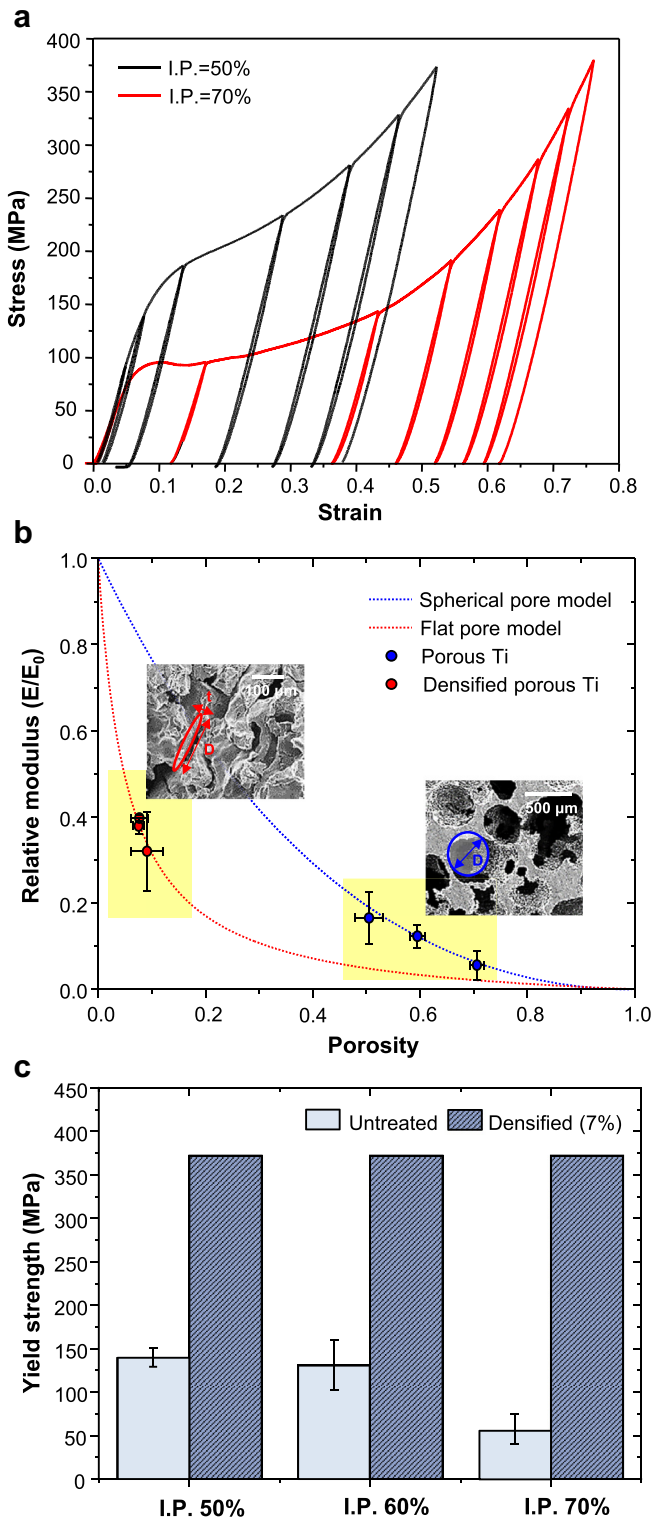 a
400
350
300
250
200
150
100
50
0
Stress (MPa)
I.P.=50%
I.P.=70%
0.0 0.1 0.2 0.3 0.4 0.5 0.6 0.7 0.8
Strain
b
1.0
0.8
0.6
0.4
0.2
0.0
Relative modulus (E/E0)
Spherical pore model
Flat pore model
Porous Ti
Densified porous Ti
100 µm
t
D
500 µm
D
0.0 0.2 0.4 0.6 0.8 1.0
Porosity
c
450
400
350
300
250
200
150
100
50
0
Yield strength (MPa)
Untreated Densified (7%)
I.P. 50% I.P. 60% I.P. 70%